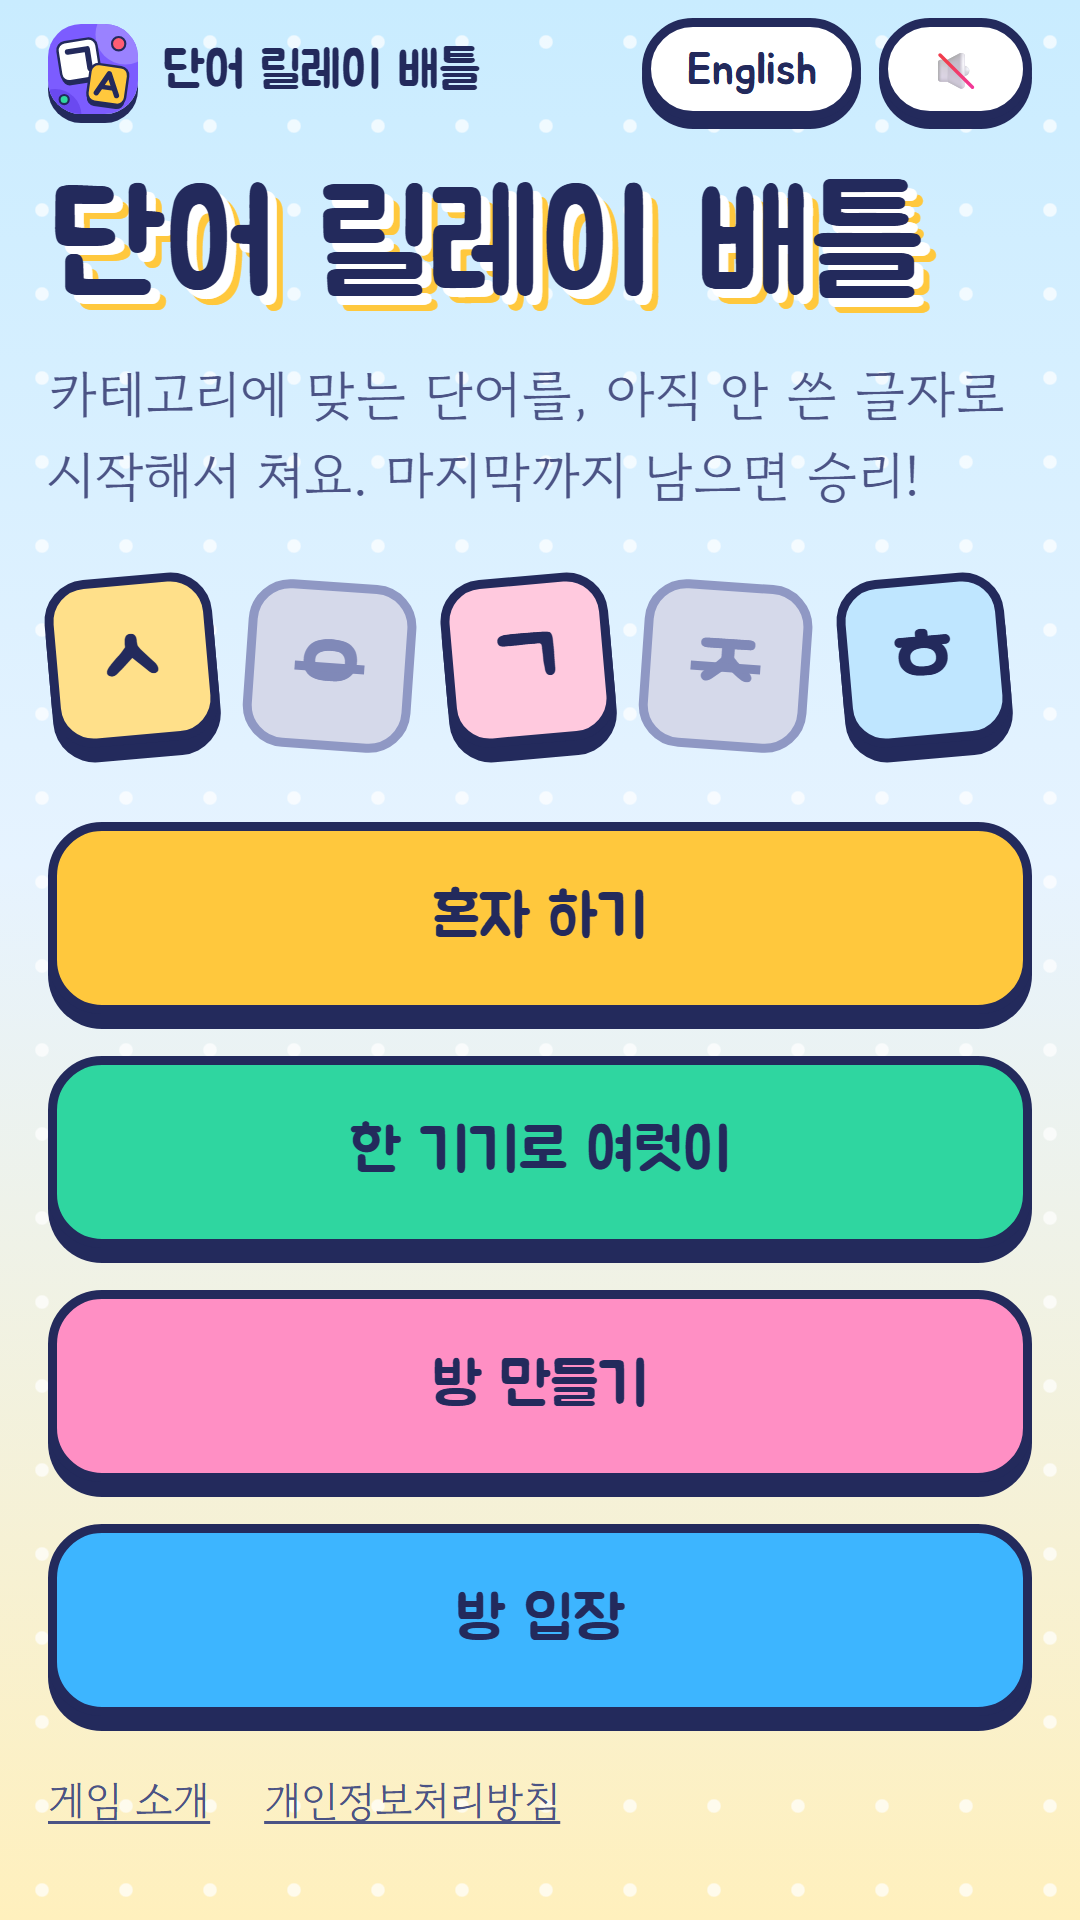 단어 릴레이 배틀
English
단어 릴레이 배틀
카테고리에 맞는 단어를, 아직 안 쓴 글자로
시작해서 쳐요. 마지막까지 남으면 승리!
ㅅ ㅇ ㄱ ㅈ ㅎ
혼자 하기
한 기기로 여럿이
방 만들기
방 입장
게임 소개 개인정보처리방침